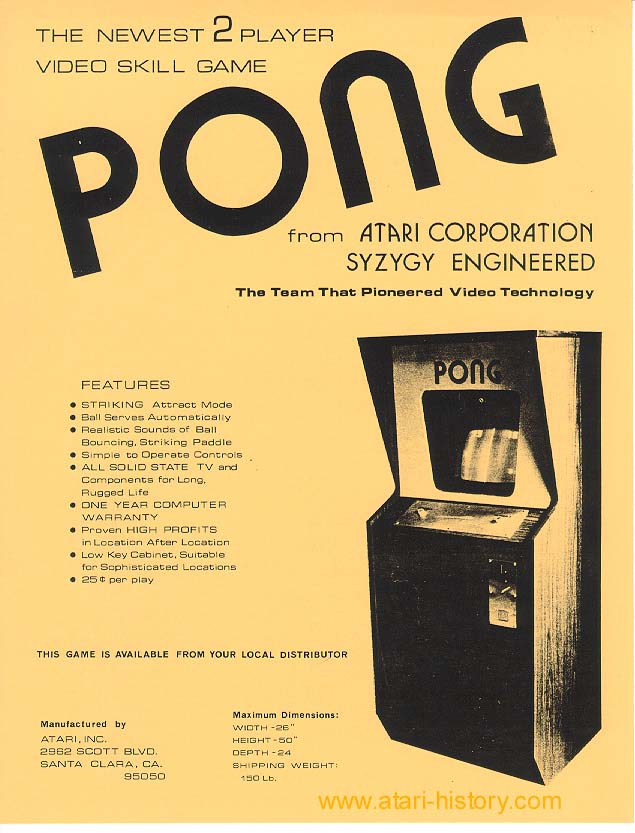 THE NEWEST 2 PLAYER
VIDEO SKILL GAME
PONG
from ATARI CORPORATION
SYZYGY ENGINEERED
The Team That Pioneered Video Technology
PONG
FEATURES
● STRIKING Attract Mode
● Ball Serves Automatically
● Realistic Sounds of Ball
Bouncing, Striking Paddle
● Simple to Operate Controls
● ALL SOLID STATE TV and
Components for Long,
Rugged Life
● ONE YEAR COMPUTER
WARRANTY
● Proven HIGH PROFITS
in Location After Location
● Low Key Cabinet, Suitable
for Sophisticated Locations
● 25¢ per play
THIS GAME IS AVAILABLE FROM YOUR LOCAL DISTRIBUTOR
Manufactured by
ATARI, INC.
2962 SCOTT BLVD.
SANTA CLARA, CA.
95050
Maximum Dimensions:
WIDTH -26"
HEIGHT -50"
DEPTH -24
SHIPPING WEIGHT:
150 Lb.
www.atari-history.com